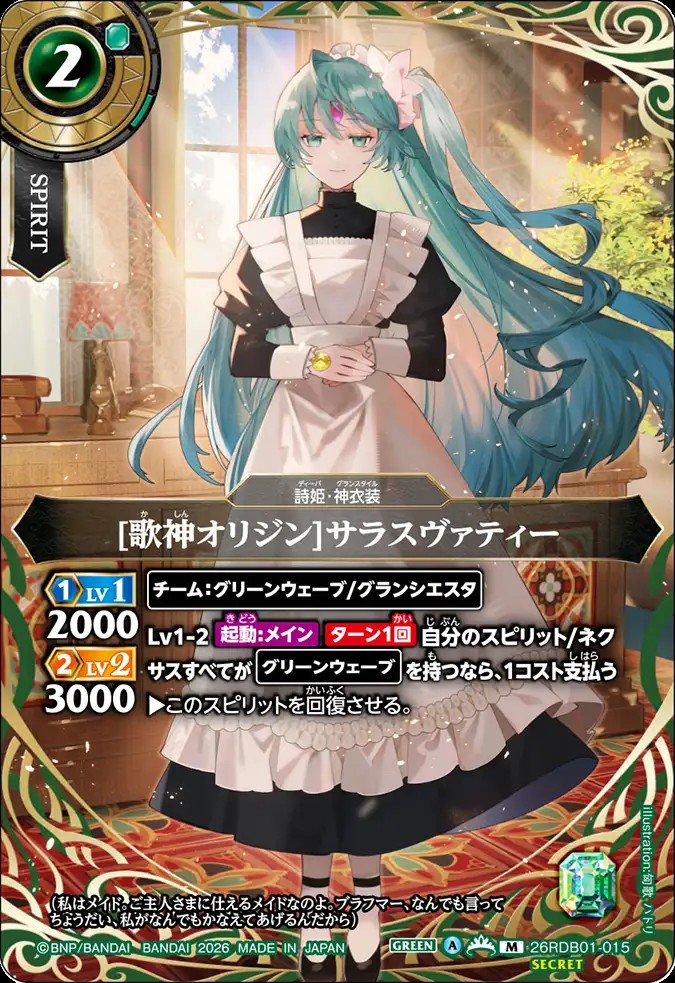 2
SPIRIT
ディーバ グランスタイル
詩姫・神衣装
か しん
[歌神オリジン]サラスヴァティー
1 LV1
2000
2 LV2
3000
チーム:グリーンウェーブ/グランシエスタ
き どう かい じ ぶん
Lv1-2 起動:メイン ターン1回 自分のスピリット/ネク
も し はら
サスすべてが グリーンウェーブ を持つなら、1コスト支払う
かいふく
▶このスピリットを回復させる。
illustration:匈歌ハトリ
(私はメイド。ご主人さまに仕えるメイドなのよ。ブラフマー、なんでも言って
ちょうだい、私がなんでもかなえてあげるんだから)
©BNP/BANDAI BANDAI 2026 MADE IN JAPAN GREEN A M 26RDB01-015
SECRET